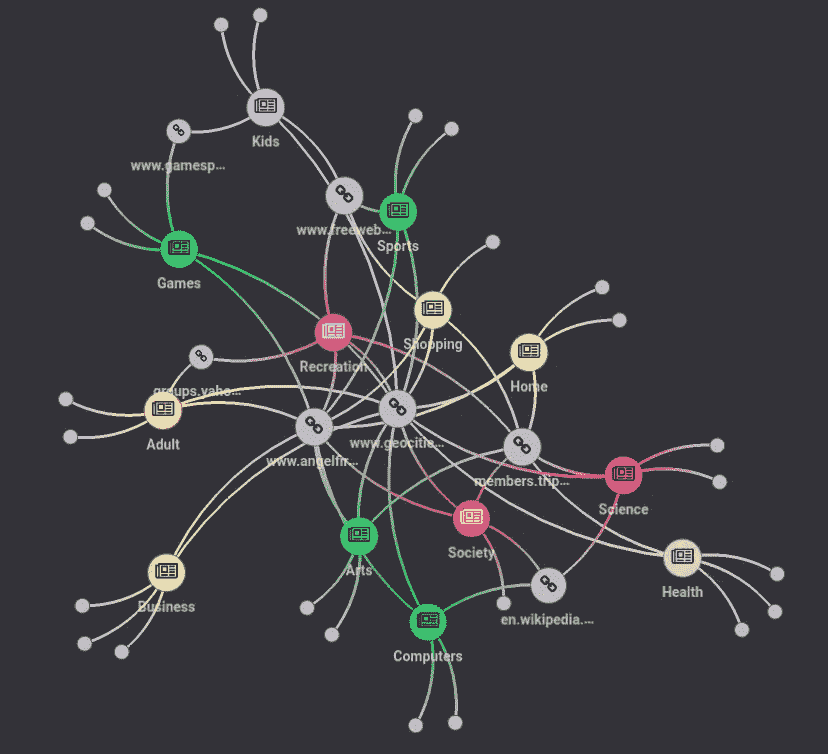 Kids
www.gamesp...
www.freeweb...
Sports
Games
Shopping
Recreation
Home
groups.yaho...
Adult
www.geocitie...
www.angelfir...
members.trip...
Science
Society
Arts
Health
Business
en.wikipedia....
Computers